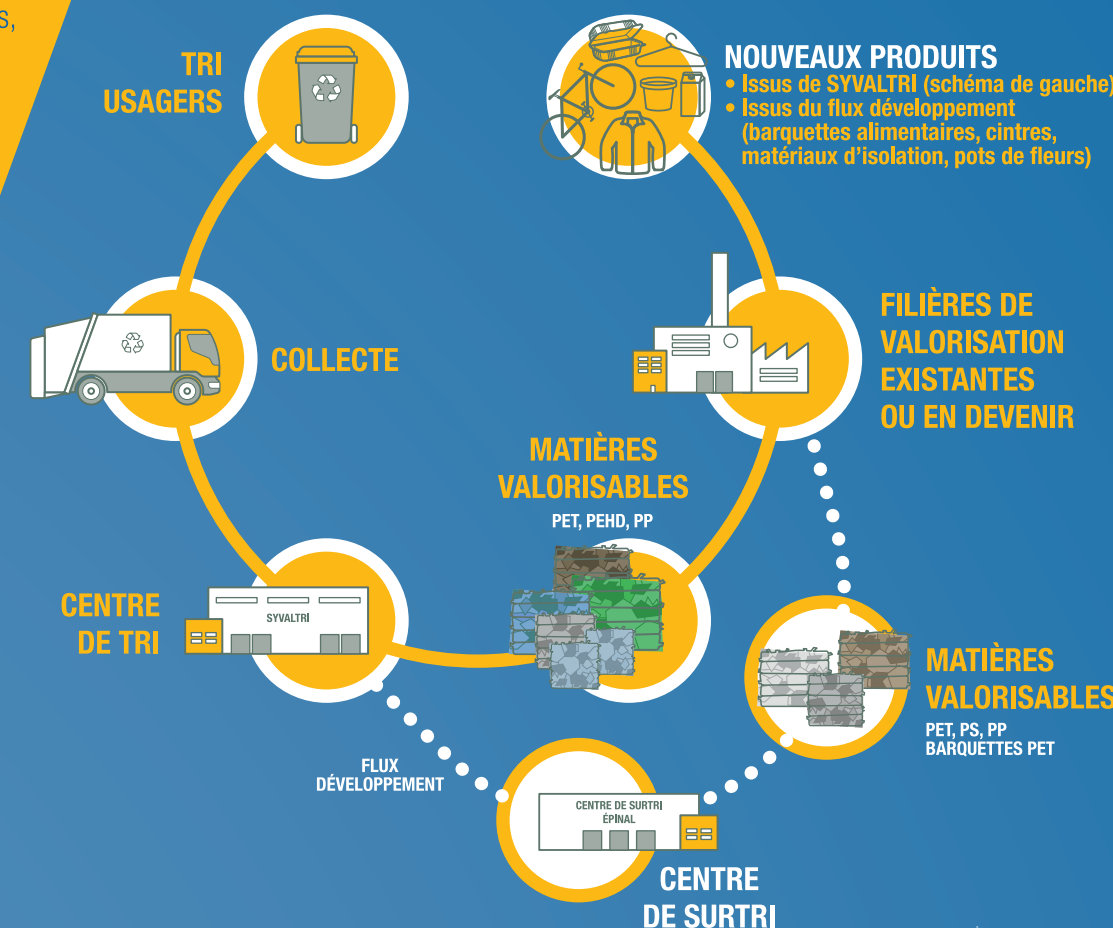 s,
TRI
USAGERS
NOUVEAUX PRODUITS
• Issus de SYVALTRI (schéma de gauche)
• Issus du flux développement
(barquettes alimentaires, cintres,
matériaux d'isolation, pots de fleurs)
COLLECTE
FILIÈRES DE
VALORISATION
EXISTANTES
OU EN DEVENIR
MATIÈRES
VALORISABLES
PET, PEHD, PP
CENTRE
DE TRI
SYVALTRI
MATIÈRES
VALORISABLES
PET, PS, PP
BARQUETTES PET
FLUX
DÉVELOPPEMENT
CENTRE DE SURTRI
ÉPINAL
CENTRE
DE SURTRI